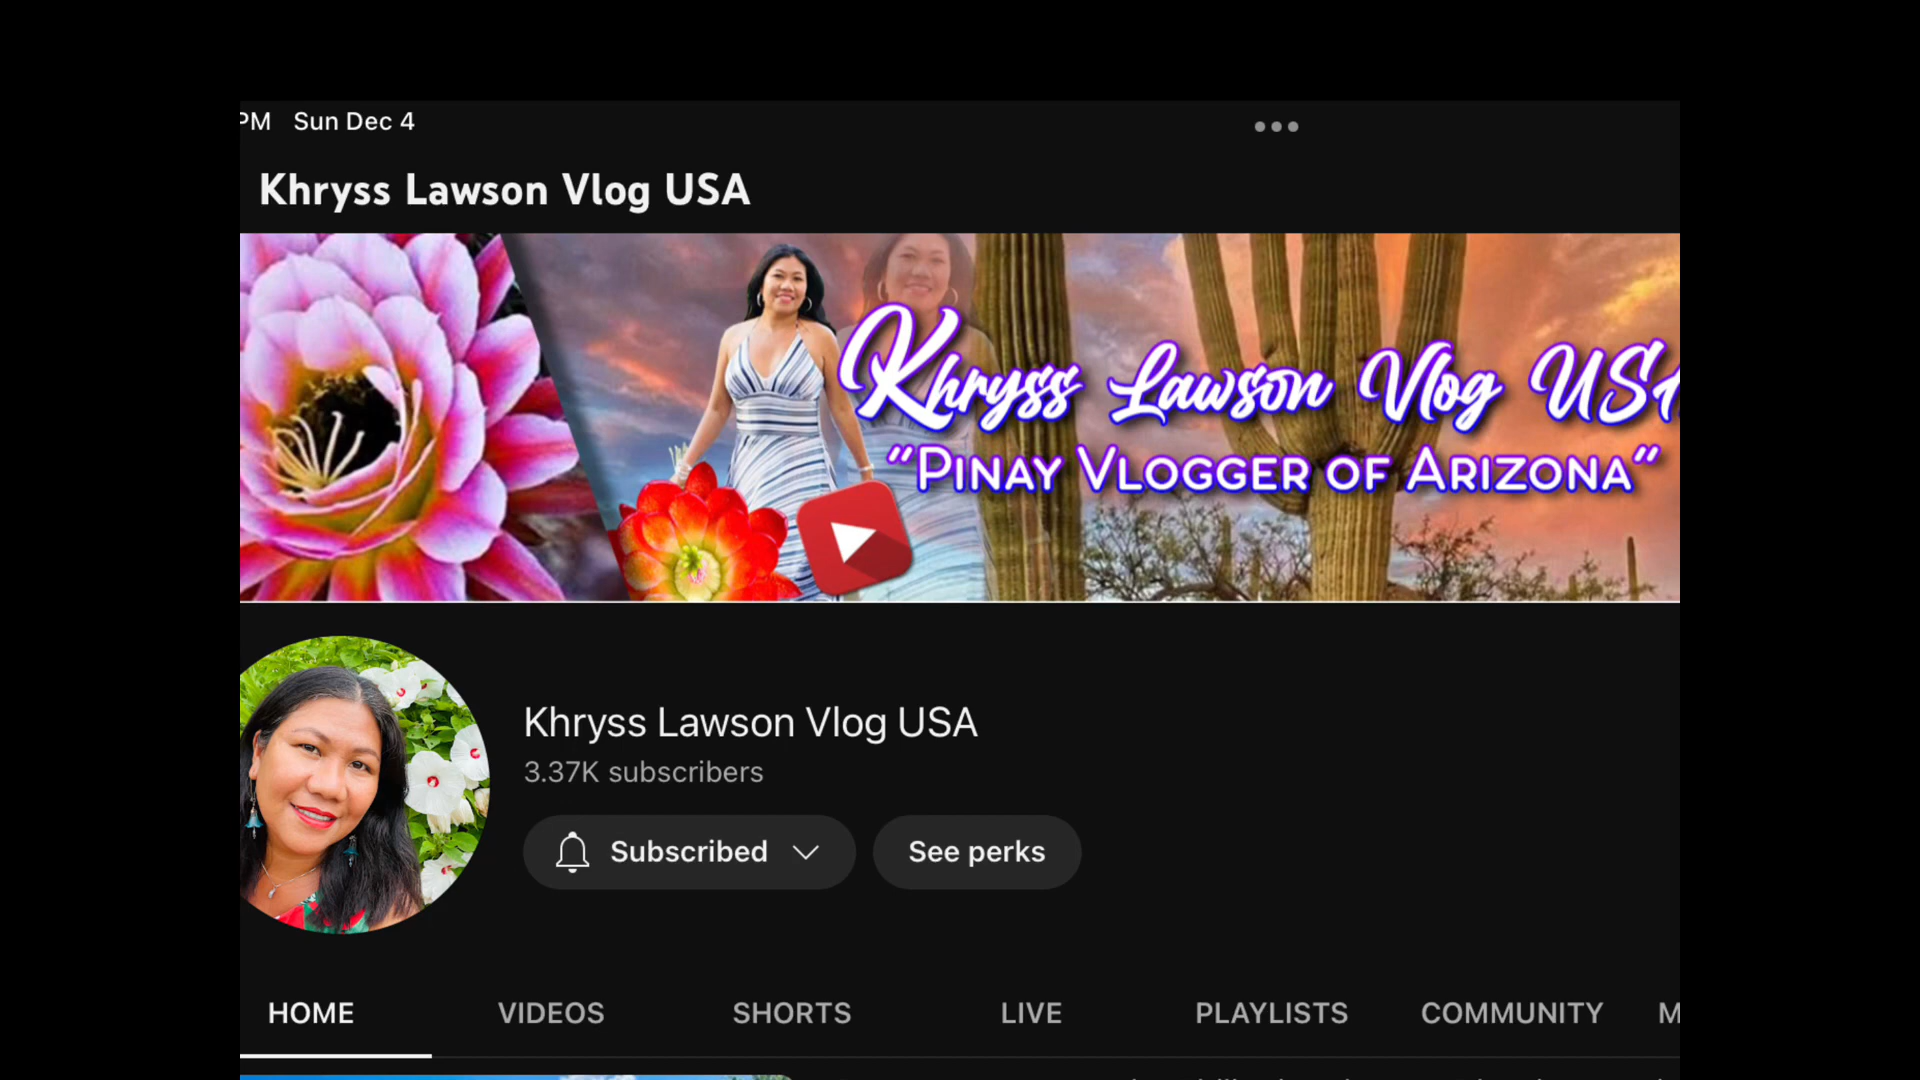 PM Sun Dec 4
Khryss Lawson Vlog USA
Khryss Lawson Vlog USA
"PINAY VLOGGER OF ARIZONA"
Khryss Lawson Vlog USA
3.37K subscribers
Subscribed See perks
HOME VIDEOS SHORTS LIVE PLAYLISTS COMMUNITY M